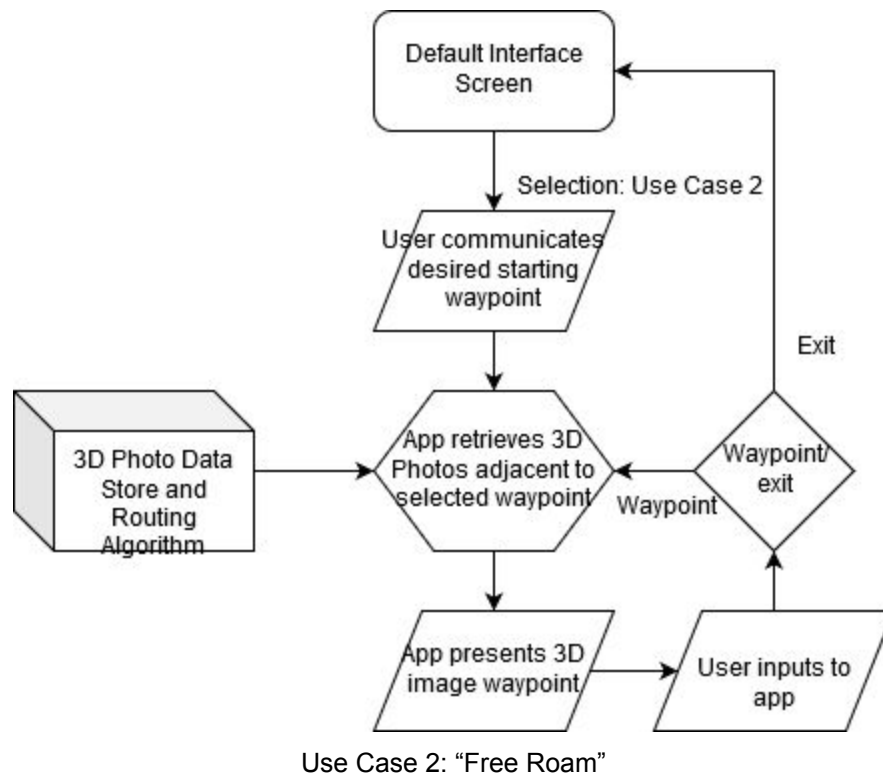 Default Interface
Screen
Selection: Use Case 2
User communicates
desired starting
waypoint
Exit
3D Photo Data
Store and
Routing
Algorithm
App retrieves 3D
Photos adjacent to
selected waypoint
Waypoint/
exit
Waypoint
App presents 3D
image waypoint
User inputs to
app
Use Case 2: “Free Roam”